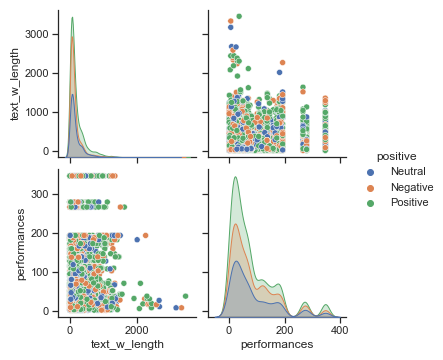 3000
2000
1000
0
text_w_length
positive
Neutral
Negative
Positive
300
200
100
0
performances
0
2000
text_w_length
0
200
400
performances